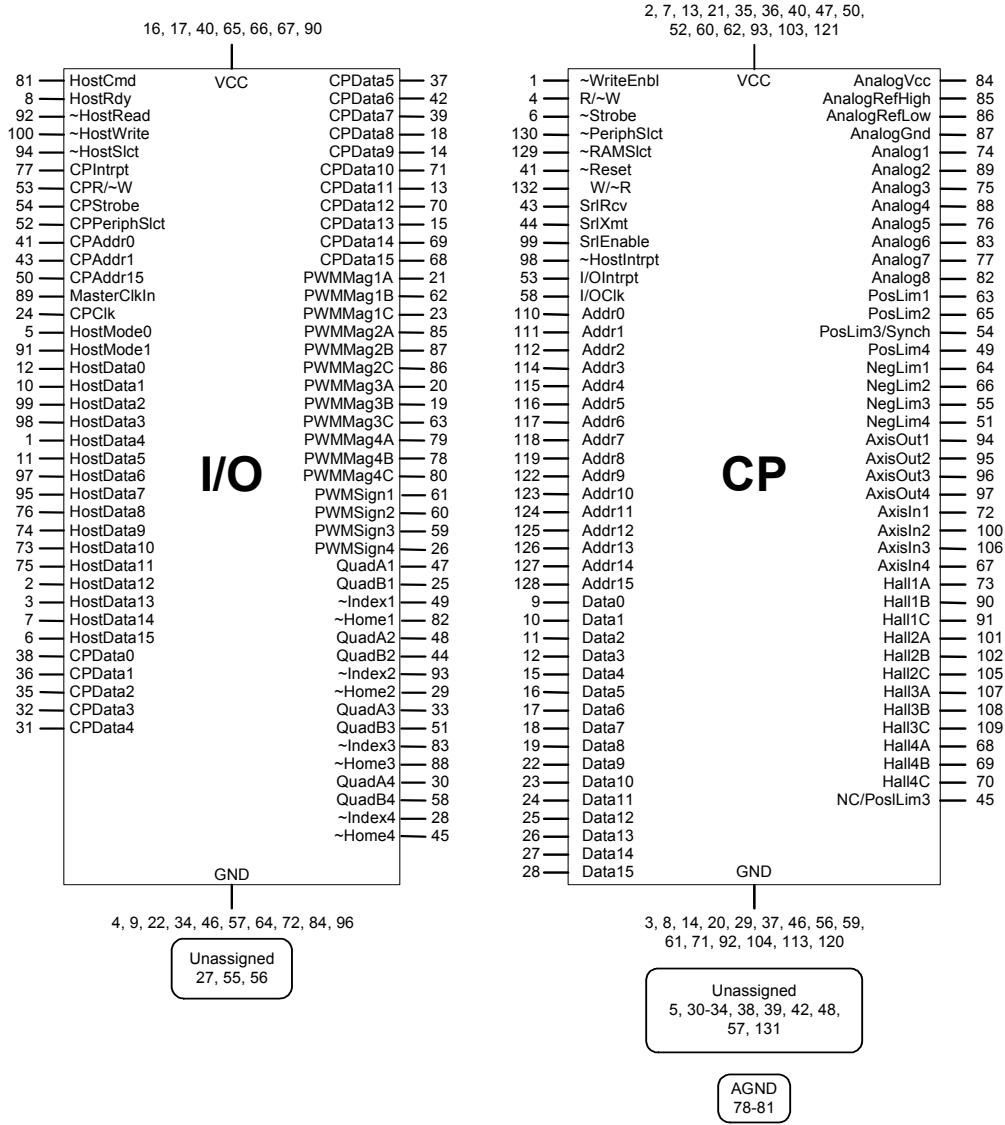 16, 17, 40, 65, 66, 67, 90
VCC
81 HostCmd CPData5 37
8 HostRdy CPData6 42
92 ~HostRead CPData7 39
100 ~HostWrite CPData8 18
94 ~HostSlct CPData9 14
77 CPIntrpt CPData10 71
53 CPR/~W CPData11 13
54 CPStrobe CPData12 70
52 CPPeriphSlct CPData13 15
41 CPAddr0 CPData14 69
43 CPAddr1 CPData15 68
50 CPAddr15 PWMMag1A 21
89 MasterClkIn PWMMag1B 62
24 CPClk PWMMag1C 23
5 HostMode0 PWMMag2A 85
91 HostMode1 PWMMag2B 87
12 HostData0 PWMMag2C 86
10 HostData1 PWMMag3A 20
99 HostData2 PWMMag3B 19
98 HostData3 PWMMag3C 63
1 HostData4 PWMMag4A 79
11 HostData5 PWMMag4B 78
97 HostData6 PWMMag4C 80
95 HostData7 PWMSign1 61
76 HostData8 PWMSign2 60
74 HostData9 PWMSign3 59
73 HostData10 PWMSign4 26
75 HostData11 QuadA1 47
2 HostData12 QuadB1 25
3 HostData13 ~Index1 49
7 HostData14 ~Home1 82
6 HostData15 QuadA2 48
38 CPData0 QuadB2 44
36 CPData1 ~Index2 93
35 CPData2 ~Home2 29
32 CPData3 QuadA3 33
31 CPData4 QuadB3 51
~Index3 83
~Home3 88
QuadA4 30
QuadB4 58
~Index4 28
~Home4 45
I/O
GND
4, 9, 22, 34, 46, 57, 64, 72, 84, 96
Unassigned
27, 55, 56
2, 7, 13, 21, 35, 36, 40, 47, 50,
52, 60, 62, 93, 103, 121
VCC
1 ~WriteEnbl AnalogVcc 84
4 R/~W AnalogRefHigh 85
6 ~Strobe AnalogRefLow 86
130 ~PeriphSlct AnalogGnd 87
129 ~RAMSlct Analog1 74
41 ~Reset Analog2 89
132 W/~R Analog3 75
43 SrlRcv Analog4 88
44 SrlXmt Analog5 76
99 SrlEnable Analog6 83
98 ~HostIntrpt Analog7 77
53 I/OIntrpt Analog8 82
58 I/OClk PosLim1 63
110 Addr0 PosLim2 65
111 Addr1 PosLim3/Synch 54
112 Addr2 PosLim4 49
114 Addr3 NegLim1 64
115 Addr4 NegLim2 66
116 Addr5 NegLim3 55
117 Addr6 NegLim4 51
118 Addr7 AxisOut1 94
119 Addr8 AxisOut2 95
122 Addr9 AxisOut3 96
123 Addr10 AxisOut4 97
124 Addr11 AxisIn1 72
125 Addr12 AxisIn2 100
126 Addr13 AxisIn3 106
127 Addr14 AxisIn4 67
128 Addr15 Hall1A 73
9 Data0 Hall1B 90
10 Data1 Hall1C 91
11 Data2 Hall2A 101
12 Data3 Hall2B 102
15 Data4 Hall2C 105
16 Data5 Hall3A 107
17 Data6 Hall3B 108
18 Data7 Hall3C 109
19 Data8 Hall4A 68
22 Data9 Hall4B 69
23 Data10 Hall4C 70
24 Data11 NC/PoslLim3 45
25 Data12
26 Data13
27 Data14
28 Data15
CP
GND
3, 8, 14, 20, 29, 37, 46, 56, 59,
61, 71, 92, 104, 113, 120
Unassigned
5, 30-34, 38, 39, 42, 48,
57, 131
AGND
78-81